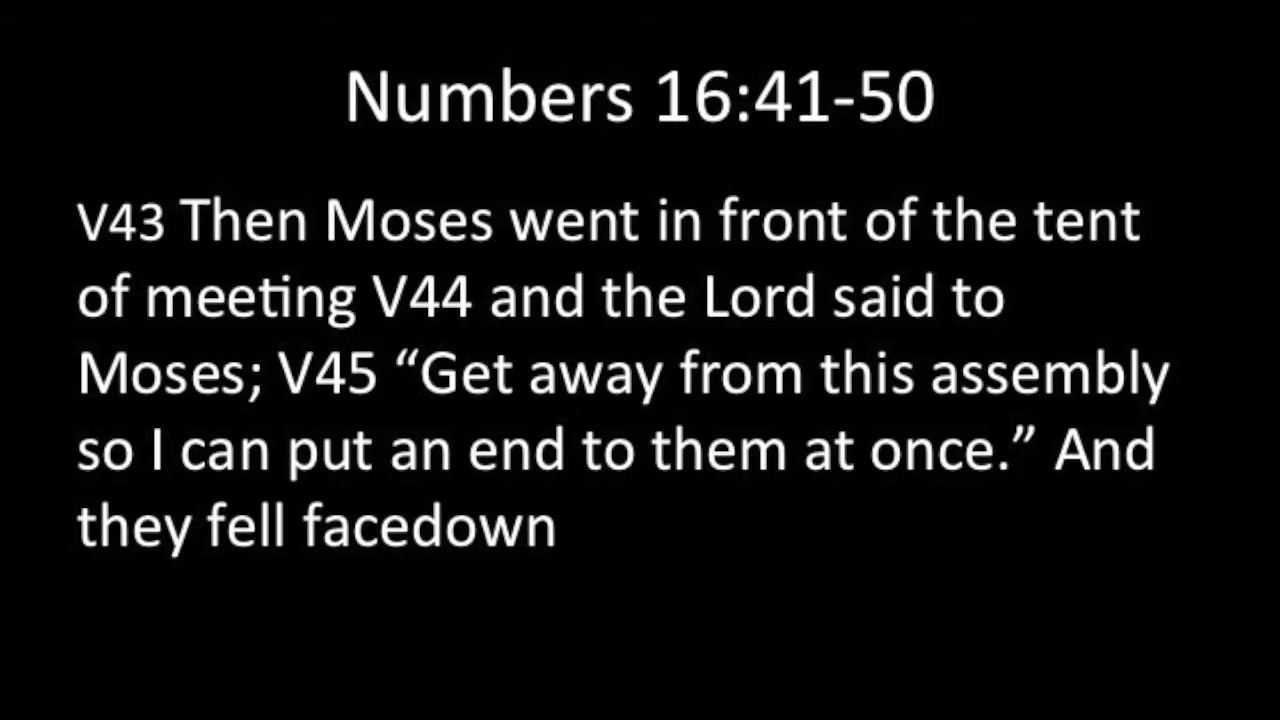 Numbers 16:41-50
V43 Then Moses went in front of the tent
of meeting V44 and the Lord said to
Moses; V45 “Get away from this assembly
so I can put an end to them at once.” And
they fell facedown